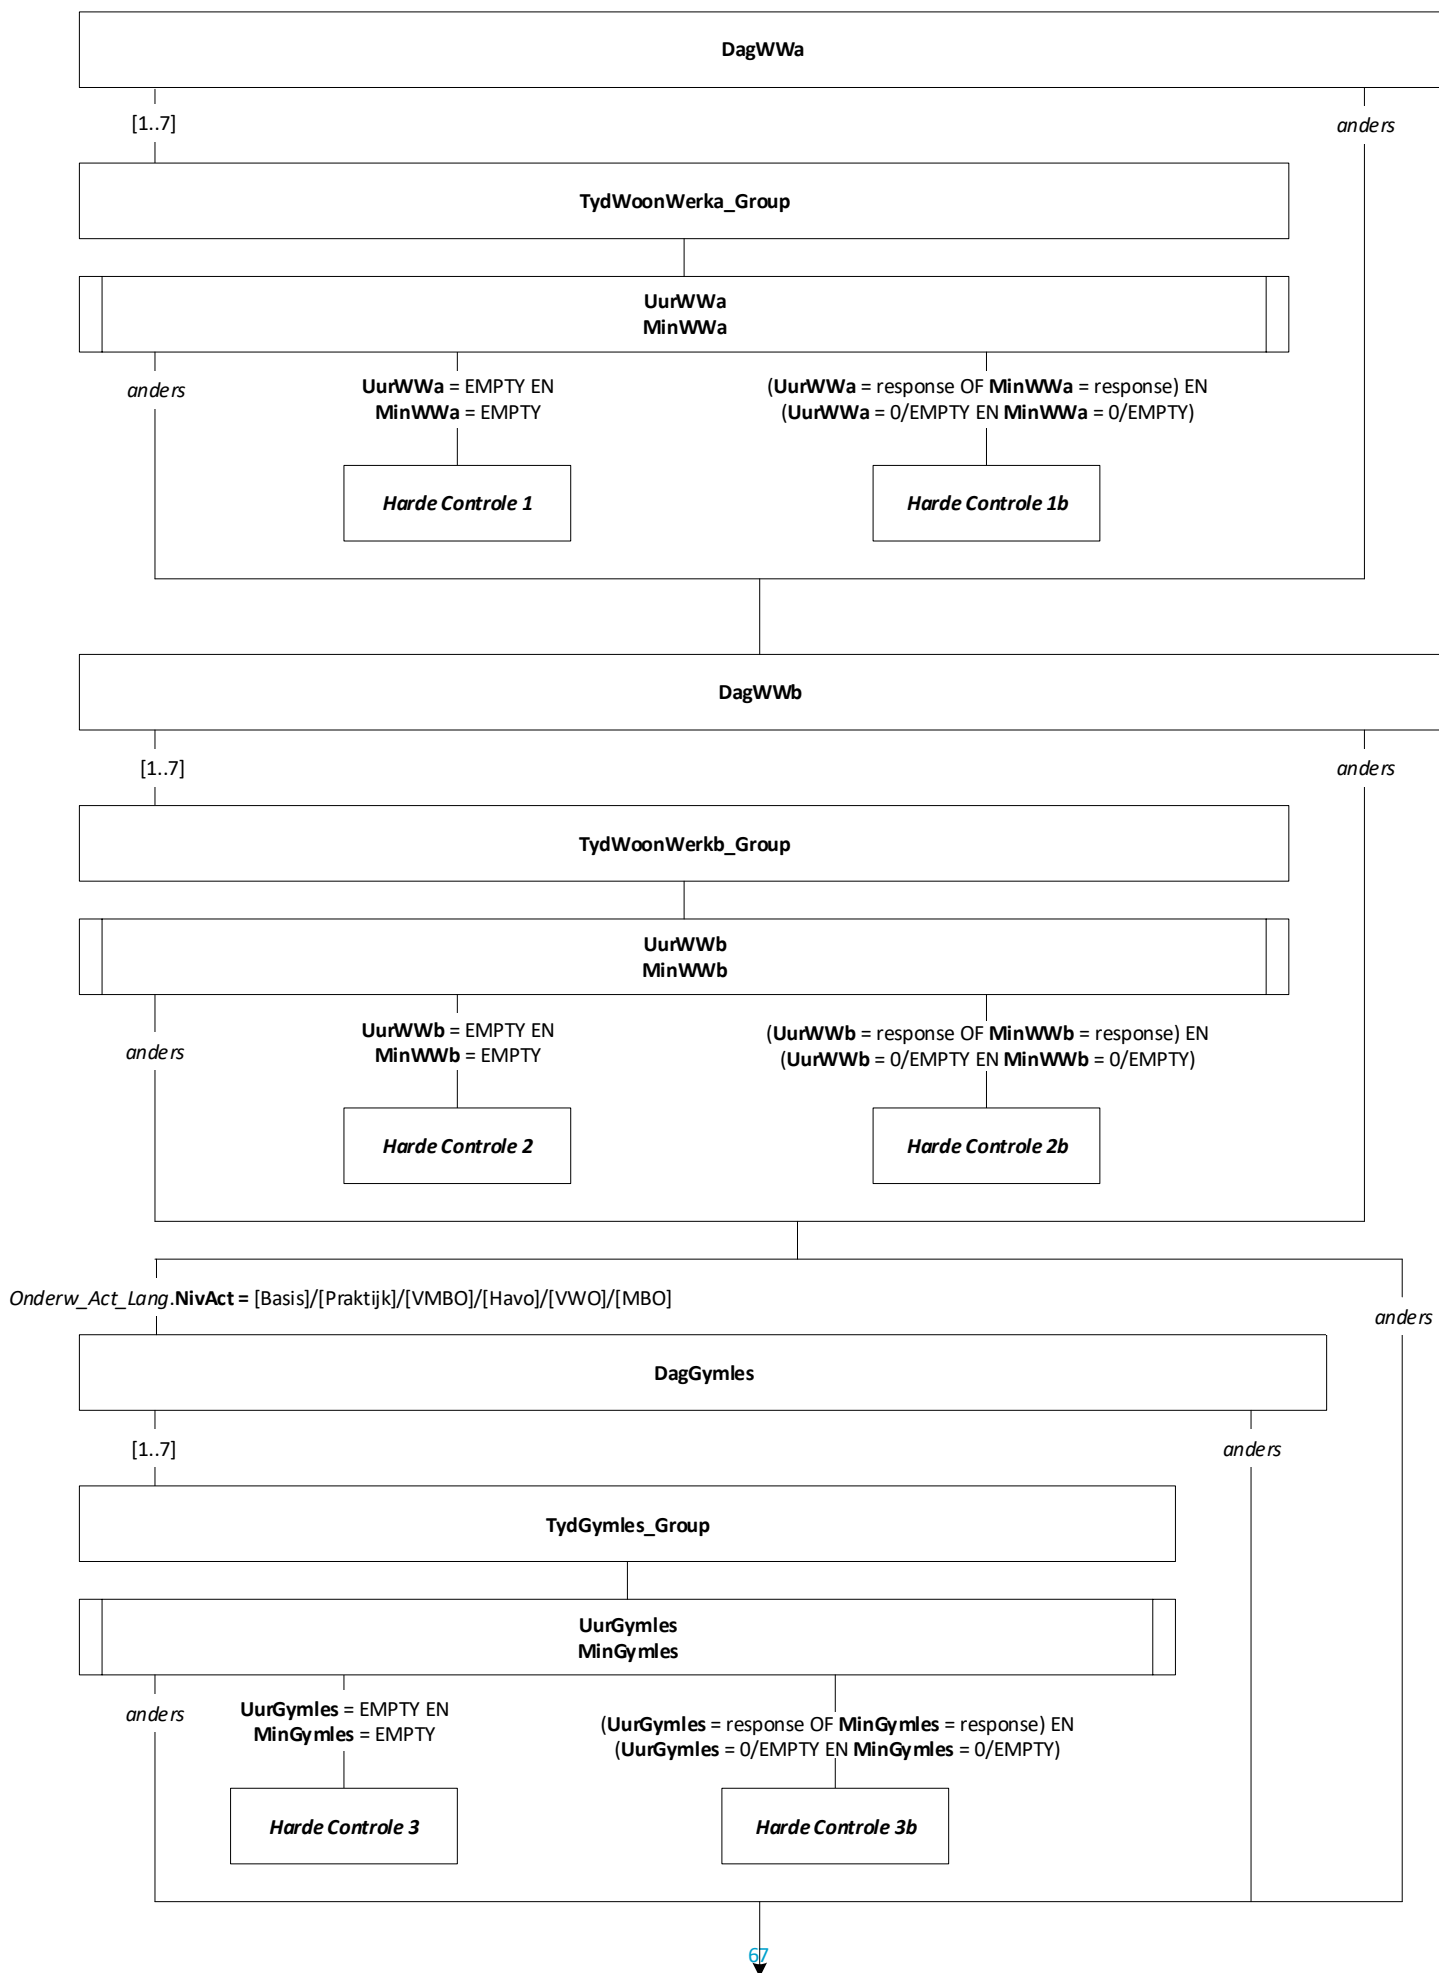 DagWWa
[1..7]
anders
TydWoonWerka_Group
UurWWa
MinWWa
anders
UurWWa = EMPTY EN
MinWWa = EMPTY
(UurWWa = response OF MinWWa = response) EN
(UurWWa = 0/EMPTY EN MinWWa = 0/EMPTY)
Harde Controle 1
Harde Controle 1b
DagWWb
[1..7]
anders
TydWoonWerkb_Group
UurWWb
MinWWb
anders
UurWWb = EMPTY EN
MinWWb = EMPTY
(UurWWb = response OF MinWWb = response) EN
(UurWWb = 0/EMPTY EN MinWWb = 0/EMPTY)
Harde Controle 2
Harde Controle 2b
Onderw_Act_Lang.NivAct = [Basis]/[Praktijk]/[VMBO]/[Havo]/[VWO]/[MBO]
anders
DagGymles
[1..7]
anders
TydGymles_Group
UurGymles
MinGymles
anders
UurGymles = EMPTY EN
MinGymles = EMPTY
(UurGymles = response OF MinGymles = response) EN
(UurGymles = 0/EMPTY EN MinGymles = 0/EMPTY)
Harde Controle 3
Harde Controle 3b
67